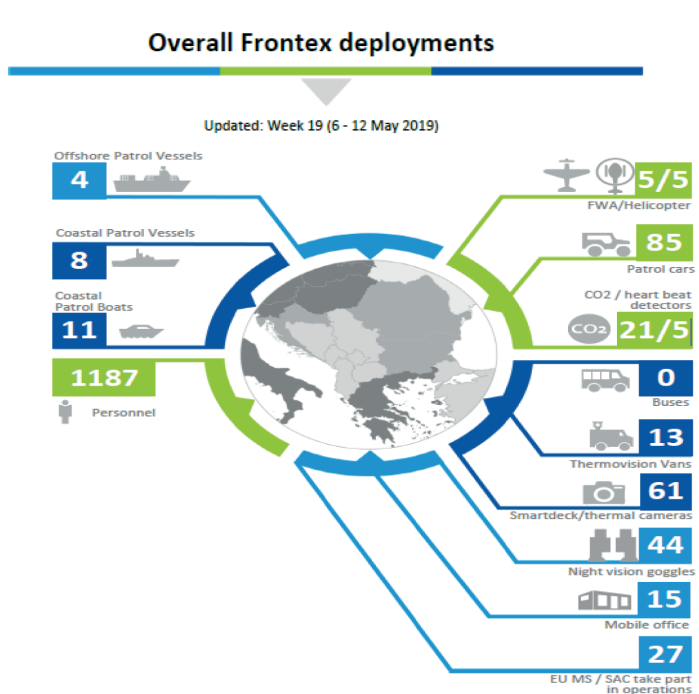 Overall Frontex deployments
Updated: Week 19 (6 - 12 May 2019)
Offshore Patrol Vessels
4
Coastal Patrol Vessels
8
Coastal
Patrol Boats
11
1187
Personnel
5/5
FWA/Helicopter
85
Patrol cars
CO2 / heart beat
detectors
CO2
21/5
0
Buses
13
Thermovision Vans
61
Smartdeck/thermal cameras
44
Night vision goggles
15
Mobile office
27
EU MS / SAC take part
in operations